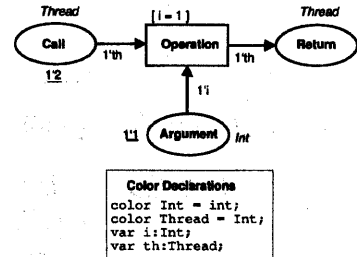 Thread
[ i = 1 ]
Thread
Call
1'th
Operation
1'th
Return
1'2
1'i
1'1
Argument
Int
Color Declarations
color Int = int;
color Thread = Int;
var i:Int;
var th:Thread;